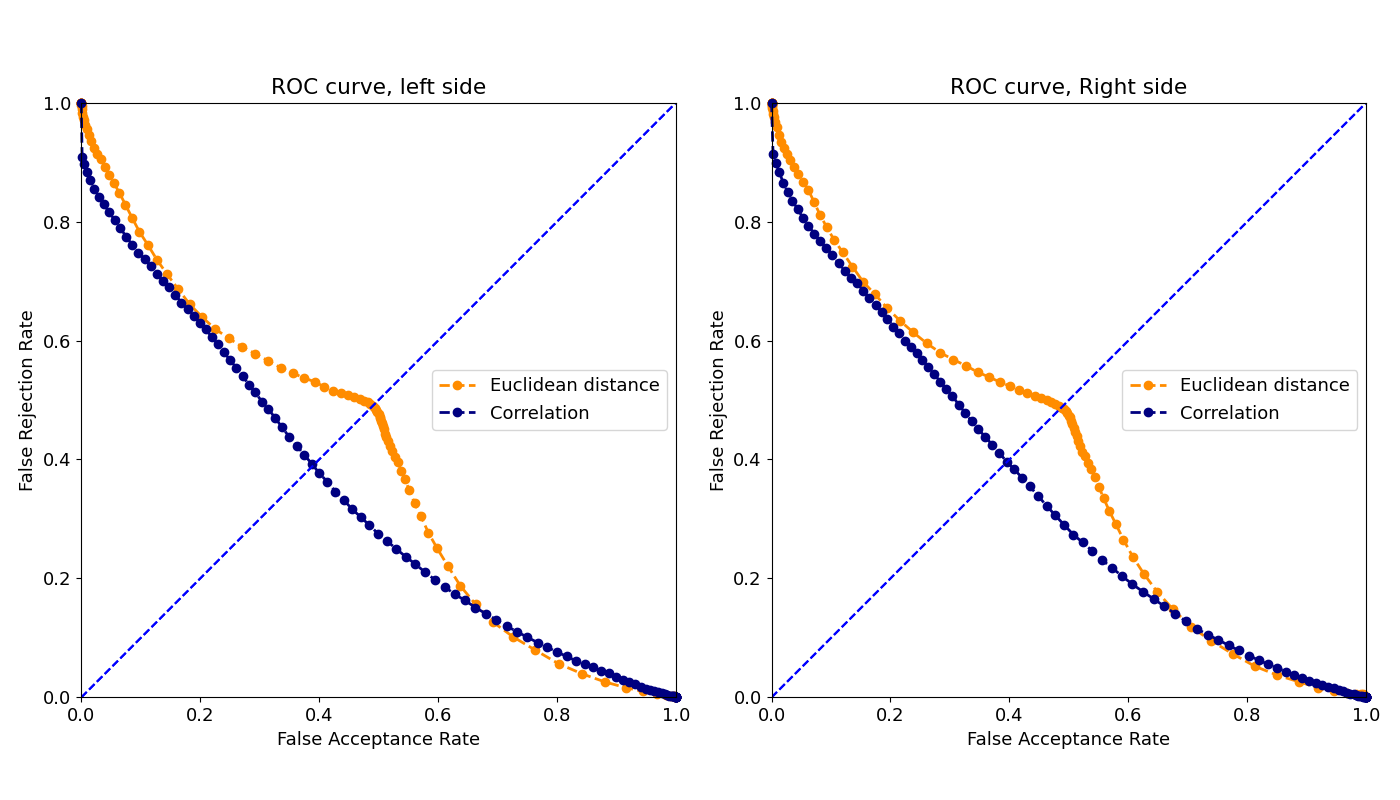 ROC curve, left side
1.0
0.8
0.6
0.4
0.2
0.0
False Rejection Rate
Euclidean distance
Correlation
0.0 0.2 0.4 0.6 0.8 1.0
False Acceptance Rate
ROC curve, Right side
1.0
0.8
0.6
0.4
0.2
0.0
False Rejection Rate
Euclidean distance
Correlation
0.0 0.2 0.4 0.6 0.8 1.0
False Acceptance Rate